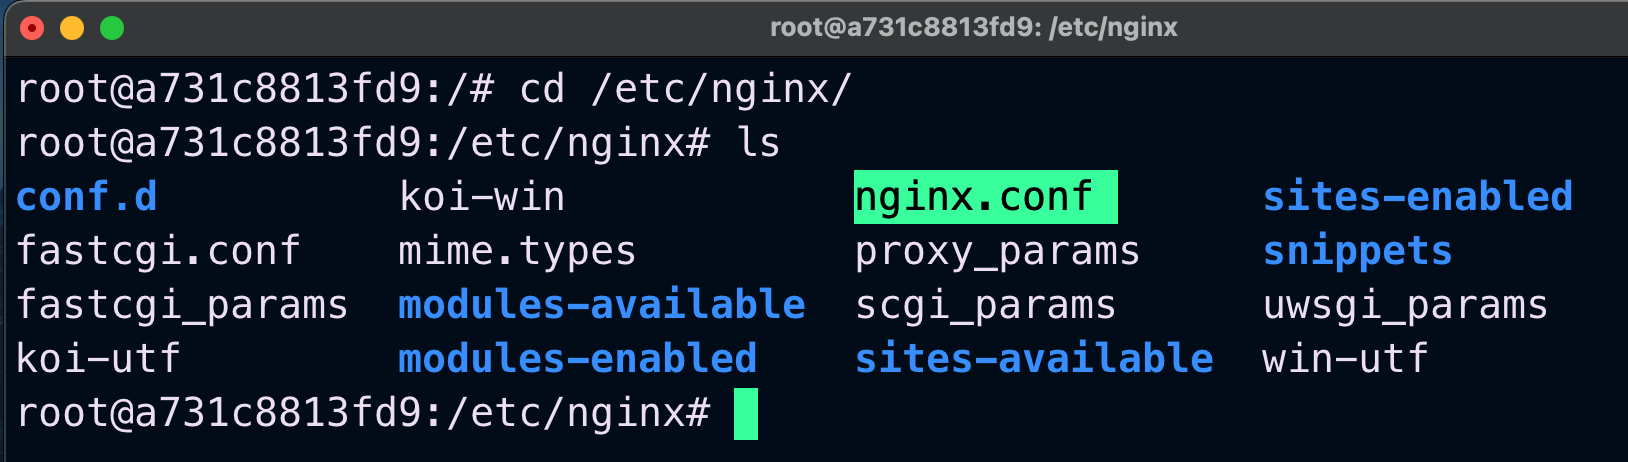 root@a731c8813fd9: /etc/nginx
root@a731c8813fd9:/# cd /etc/nginx/
root@a731c8813fd9:/etc/nginx# ls
conf.d koi-win nginx.conf sites-enabled
fastcgi.conf mime.types proxy_params snippets
fastcgi_params modules-available scgi_params uwsgi_params
koi-utf modules-enabled sites-available win-utf
root@a731c8813fd9:/etc/nginx#